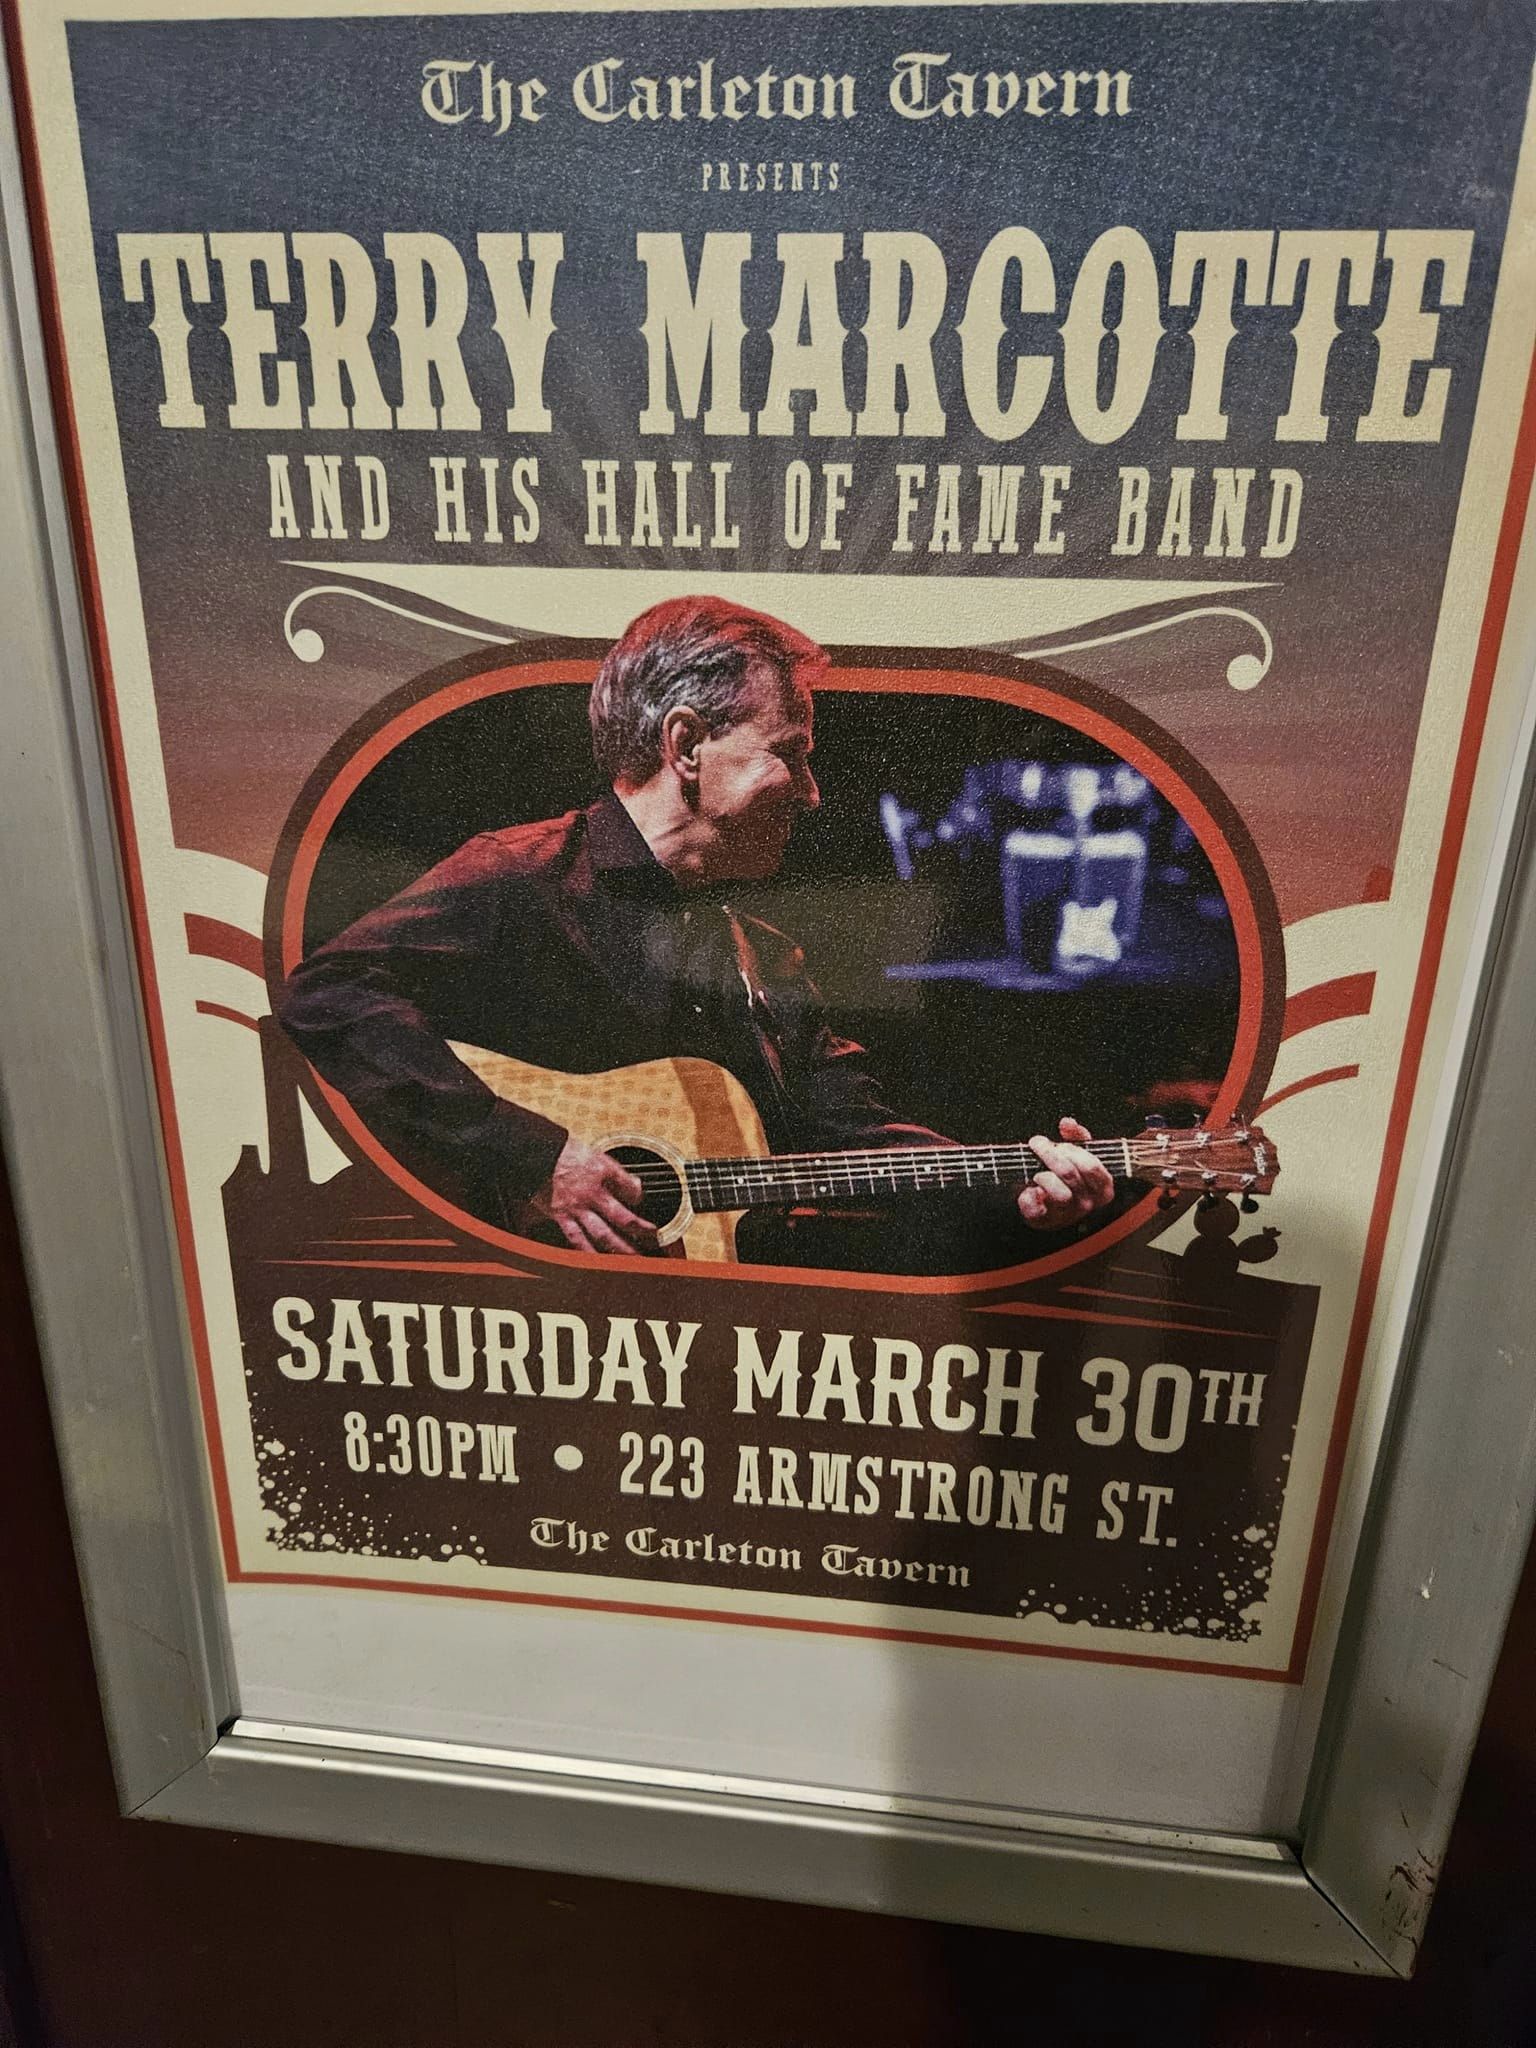 The Carleton Tavern
PRESENTS
TERRY MARCOTTE
AND HIS HALL OF FAME BAND
SATURDAY MARCH 30TH
8:30PM • 223 ARMSTRONG ST.
The Carleton Tavern